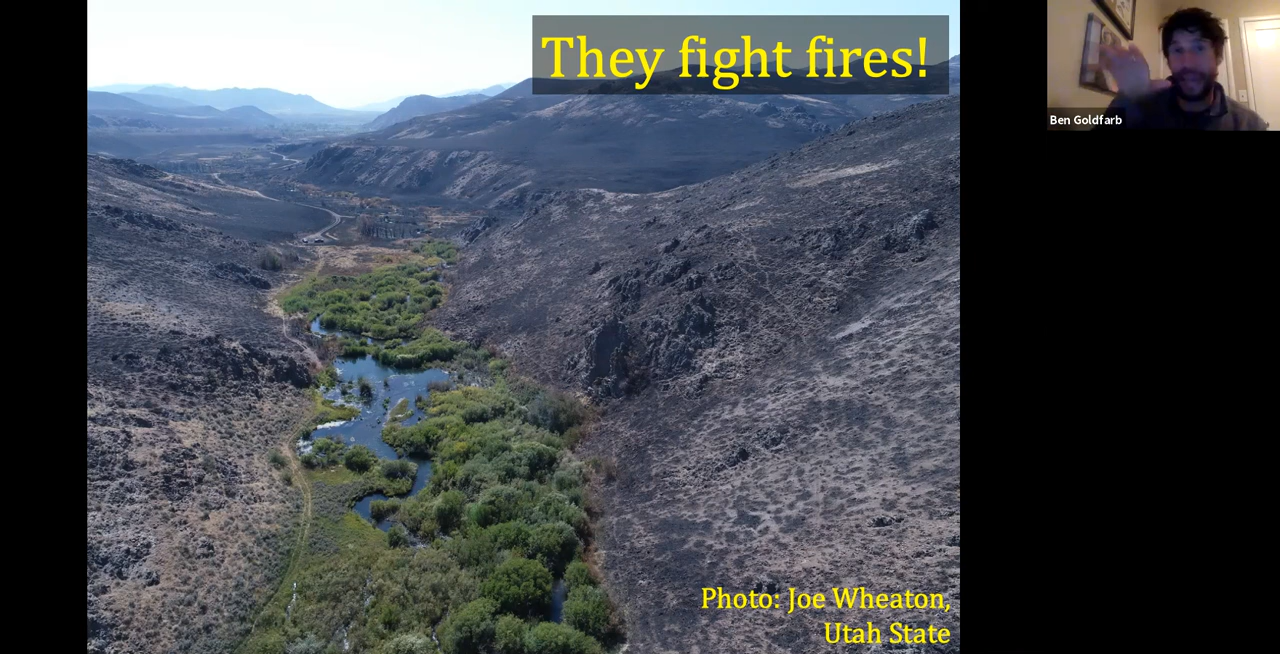 They fight fires!
Ben Goldfarb
Photo: Joe Wheaton,
Utah State